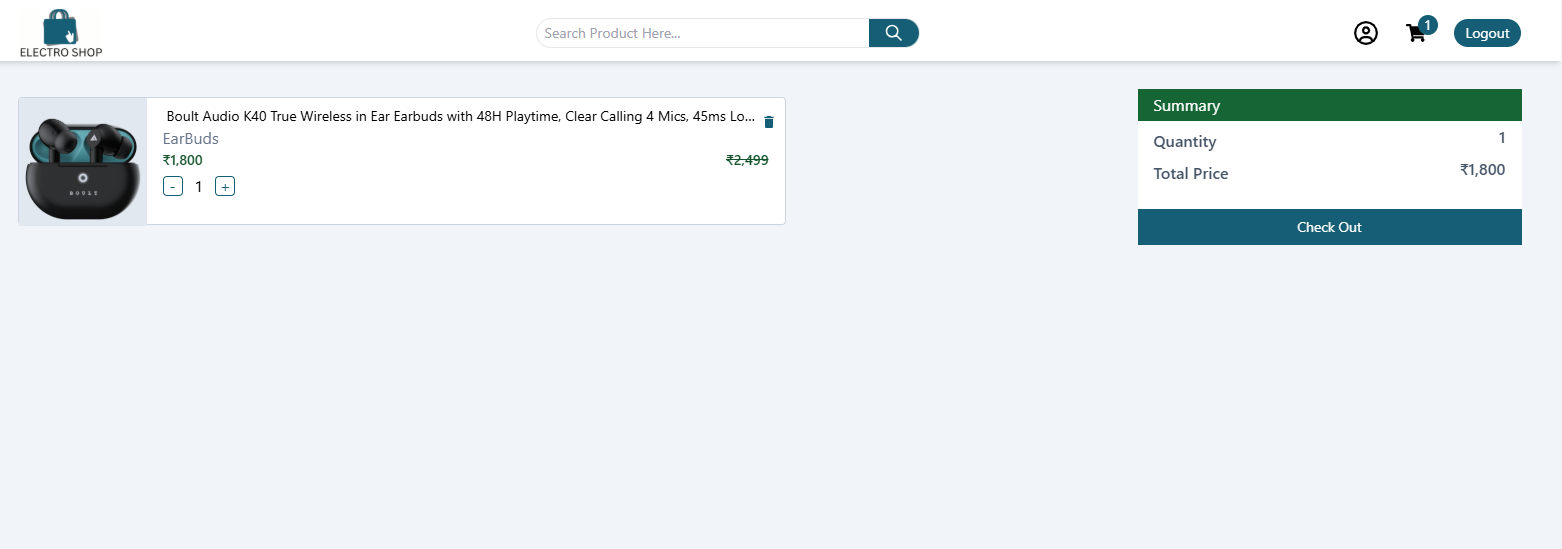 ELECTRO SHOP
Search Product Here...
1
Logout
Boult Audio K40 True Wireless in Ear Earbuds with 48H Playtime, Clear Calling 4 Mics, 45ms Lo...
EarBuds
₹1,800 ₹2,499
- 1 +
BOULT
Summary
Quantity 1
Total Price ₹1,800
Check Out